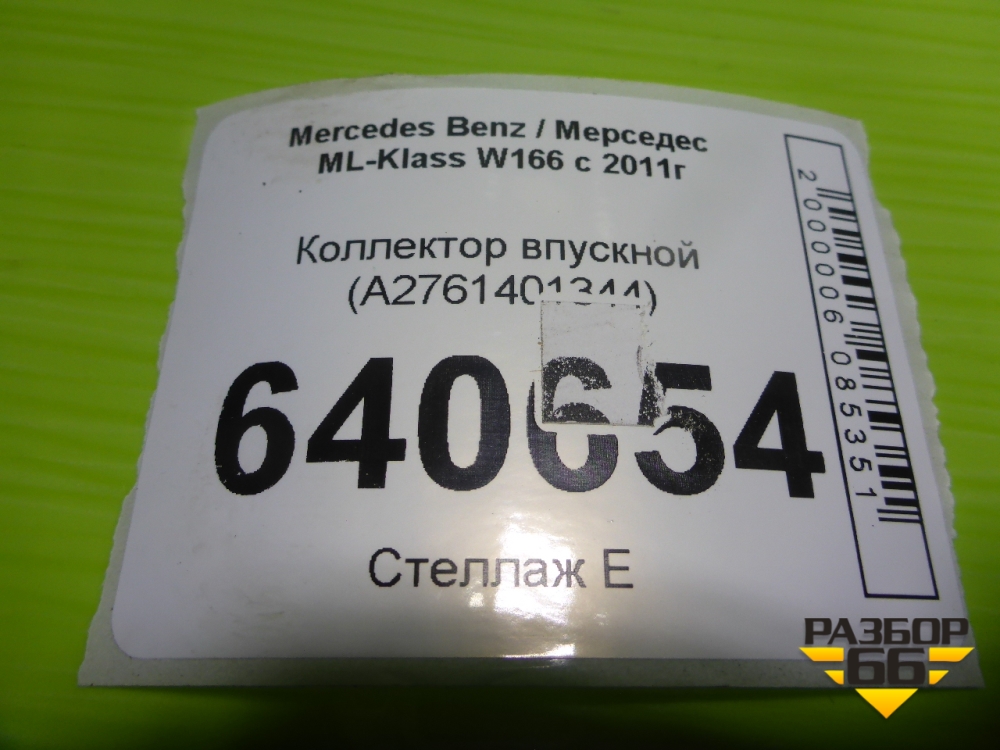 Mercedes Benz / Мерседес
ML-Klass W166 с 2011г
Коллектор впускной
(A2761401344)
640654
Стеллаж Е
2000006085351
РАЗБОР
66